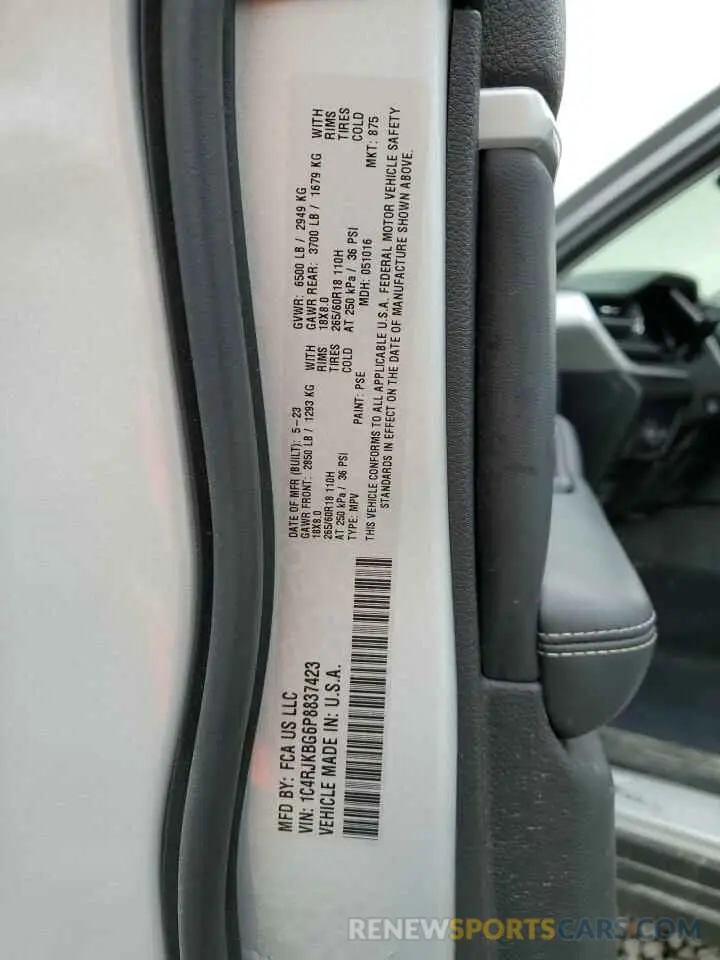 MFD BY: FCA US LLC
VIN: 1C4RJKBG6P8837423
VEHICLE MADE IN: U.S.A.
DATE OF MFR (BUILT): 5-23
GAWR FRONT: 2850 LB / 1293 KG WITH
18X8.0 RIMS
265/60R18 110H TIRES
AT 250 kPa / 36 PSI COLD
TYPE: MPV PAINT: PSE
GVWR: 6500 LB / 2949 KG
GAWR REAR: 3700 LB / 1679 KG WITH
18X8.0 RIMS
265/60R18 110H TIRES
AT 250 kPa / 36 PSI COLD
MDH: 051016 MKT: 875
THIS VEHICLE CONFORMS TO ALL APPLICABLE U.S.A. FEDERAL MOTOR VEHICLE SAFETY
STANDARDS IN EFFECT ON THE DATE OF MANUFACTURE SHOWN ABOVE.
RENEWSPORTSCARS.COM